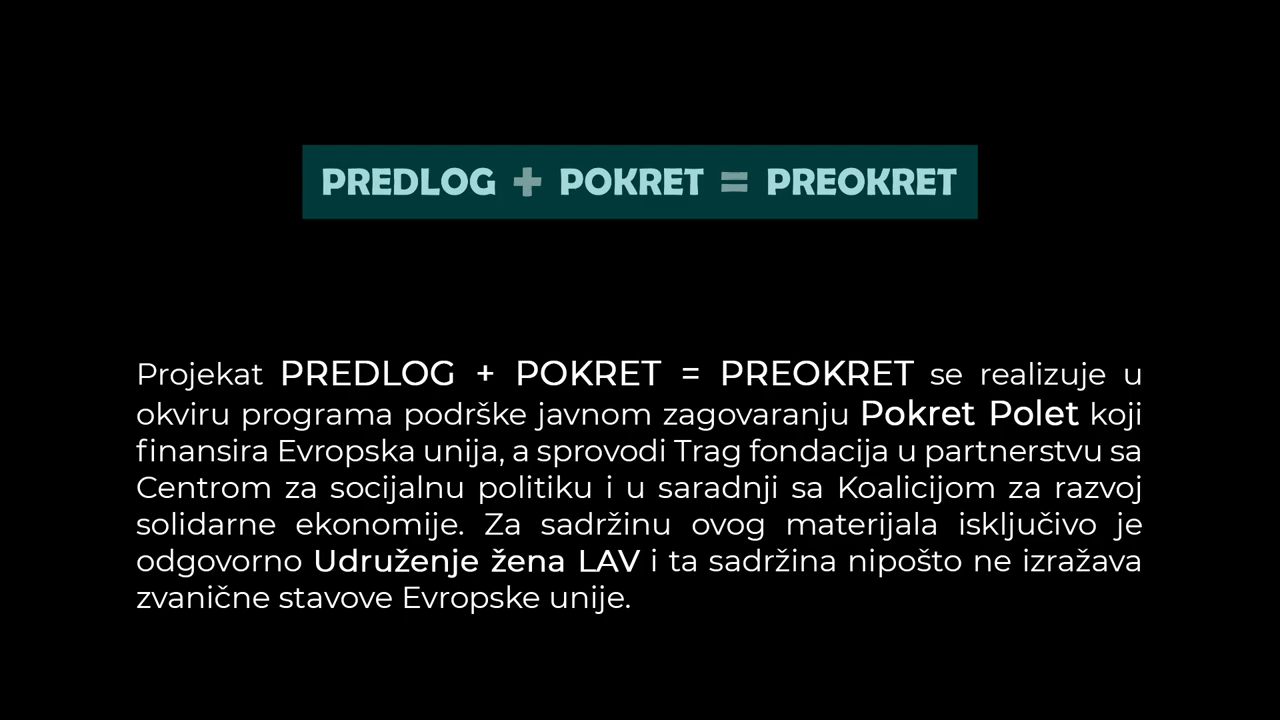 PREDLOG + POKRET = PREOKRET
Projekat PREDLOG + POKRET = PREOKRET se realizuje u
okviru programa podrške javnom zagovaranju Pokret Polet koji
finansira Evropska unija, a sprovodi Trag fondacija u partnerstvu sa
Centrom za socijalnu politiku i u saradnji sa Koalicijom za razvoj
solidarne ekonomije. Za sadržinu ovog materijala isključivo je
odgovorno Udruženje žena LAV i ta sadržina nipošto ne izražava
zvanične stavove Evropske unije.